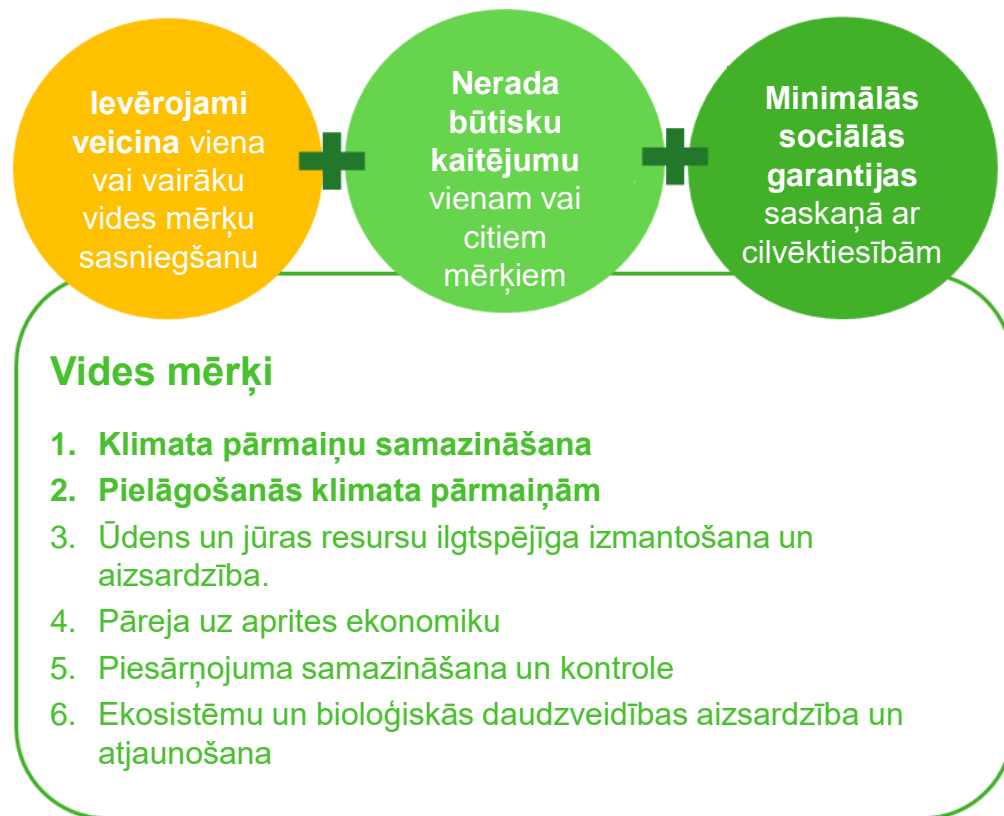 Ievērojami
veicina viena
vai vairāku
vides mērķu
sasniegšanu
Nerada
būtisku
kaitējumu
vienam vai
citiem
mērķiem
Minimālās
sociālās
garantijas
saskaņā ar
cilvēktiesībām
Vides mērķi
1. Klimata pārmaiņu samazināšana
2. Pielāgošanās klimata pārmaiņām
3. Ūdens un jūras resursu ilgtspējīga izmantošana un
aizsardzība.
4. Pāreja uz aprites ekonomiku
5. Piesārņojuma samazināšana un kontrole
6. Ekosistēmu un bioloģiskās daudzveidības aizsardzība un
atjaunošana